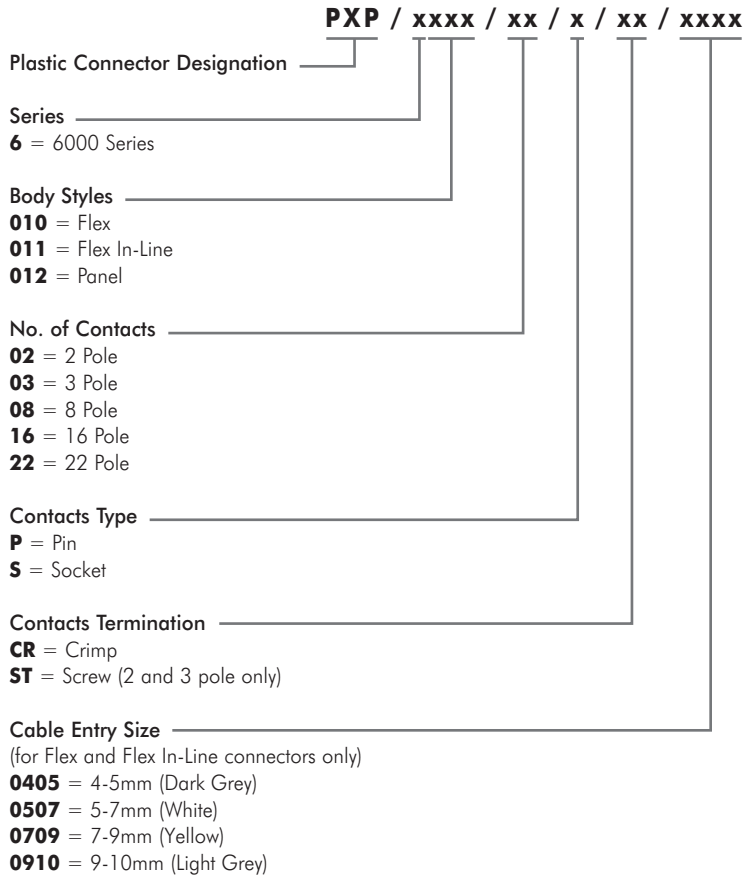 PXP / xxxx / xx / x / xx / xxxx
Plastic Connector Designation
Series
6 = 6000 Series
Body Styles
010 = Flex
011 = Flex In-Line
012 = Panel
No. of Contacts
02 = 2 Pole
03 = 3 Pole
08 = 8 Pole
16 = 16 Pole
22 = 22 Pole
Contacts Type
P = Pin
S = Socket
Contacts Termination
CR = Crimp
ST = Screw (2 and 3 pole only)
Cable Entry Size
(for Flex and Flex In-Line connectors only)
0405 = 4-5mm (Dark Grey)
0507 = 5-7mm (White)
0709 = 7-9mm (Yellow)
0910 = 9-10mm (Light Grey)